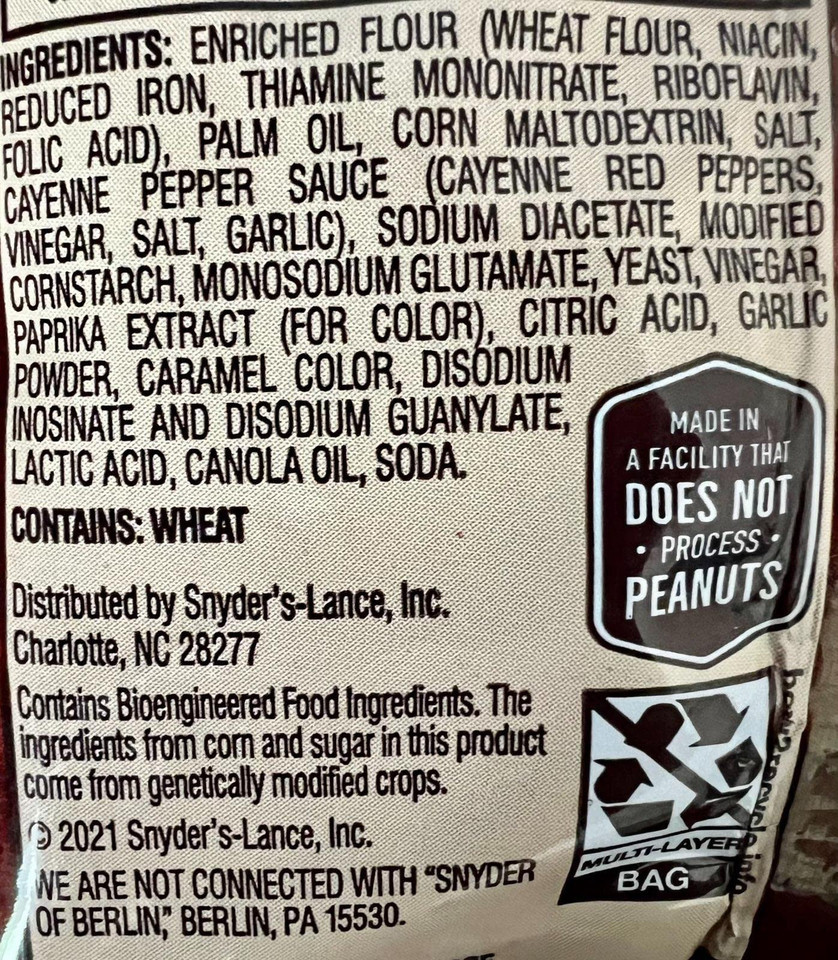 INGREDIENTS: ENRICHED FLOUR (WHEAT FLOUR, NIACIN,
REDUCED IRON, THIAMINE MONONITRATE, RIBOFLAVIN,
FOLIC ACID), PALM OIL, CORN MALTODEXTRIN, SALT,
CAYENNE PEPPER SAUCE (CAYENNE RED PEPPERS,
VINEGAR, SALT, GARLIC), SODIUM DIACETATE, MODIFIED
CORNSTARCH, MONOSODIUM GLUTAMATE, YEAST, VINEGAR,
PAPRIKA EXTRACT (FOR COLOR), CITRIC ACID, GARLIC
POWDER, CARAMEL COLOR, DISODIUM
INOSINATE AND DISODIUM GUANYLATE,
LACTIC ACID, CANOLA OIL, SODA.
CONTAINS: WHEAT
MADE IN
A FACILITY THAT
DOES NOT
• PROCESS •
PEANUTS
Distributed by Snyder's-Lance, Inc.
Charlotte, NC 28277
Contains Bioengineered Food Ingredients. The
ingredients from corn and sugar in this product
come from genetically modified crops.
© 2021 Snyder's-Lance, Inc.
WE ARE NOT CONNECTED WITH “SNYDER
OF BERLIN,” BERLIN, PA 15530.
MULTI-LAYER
BAG
how2recycle.info